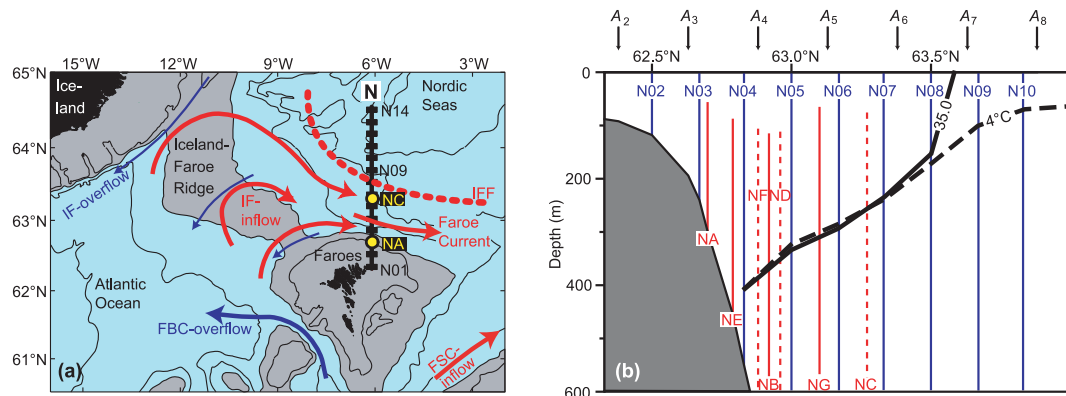 15°W 12°W 9°W 6°W 3°W
65°N
64°N
63°N
62°N
61°N
Ice-
land
N
Nordic
Seas
N14
Iceland-
Faroe
Ridge
N09
IF-overflow
IFF
NC
IF-
inflow
Faroe
Current
NA
Faroes
N01
Atlantic
Ocean
FBC-overflow
FSC-
inflow
(a)
A2 A3 A4 A5 A6 A7 A8
62.5°N 63.0°N 63.5°N
0
200
400
600
Depth (m)
N02 N03 N04 N05 N06 N07 N08 N09 N10
35.0
4°C
NF ND
NA
NE
NB NG NC
(b)